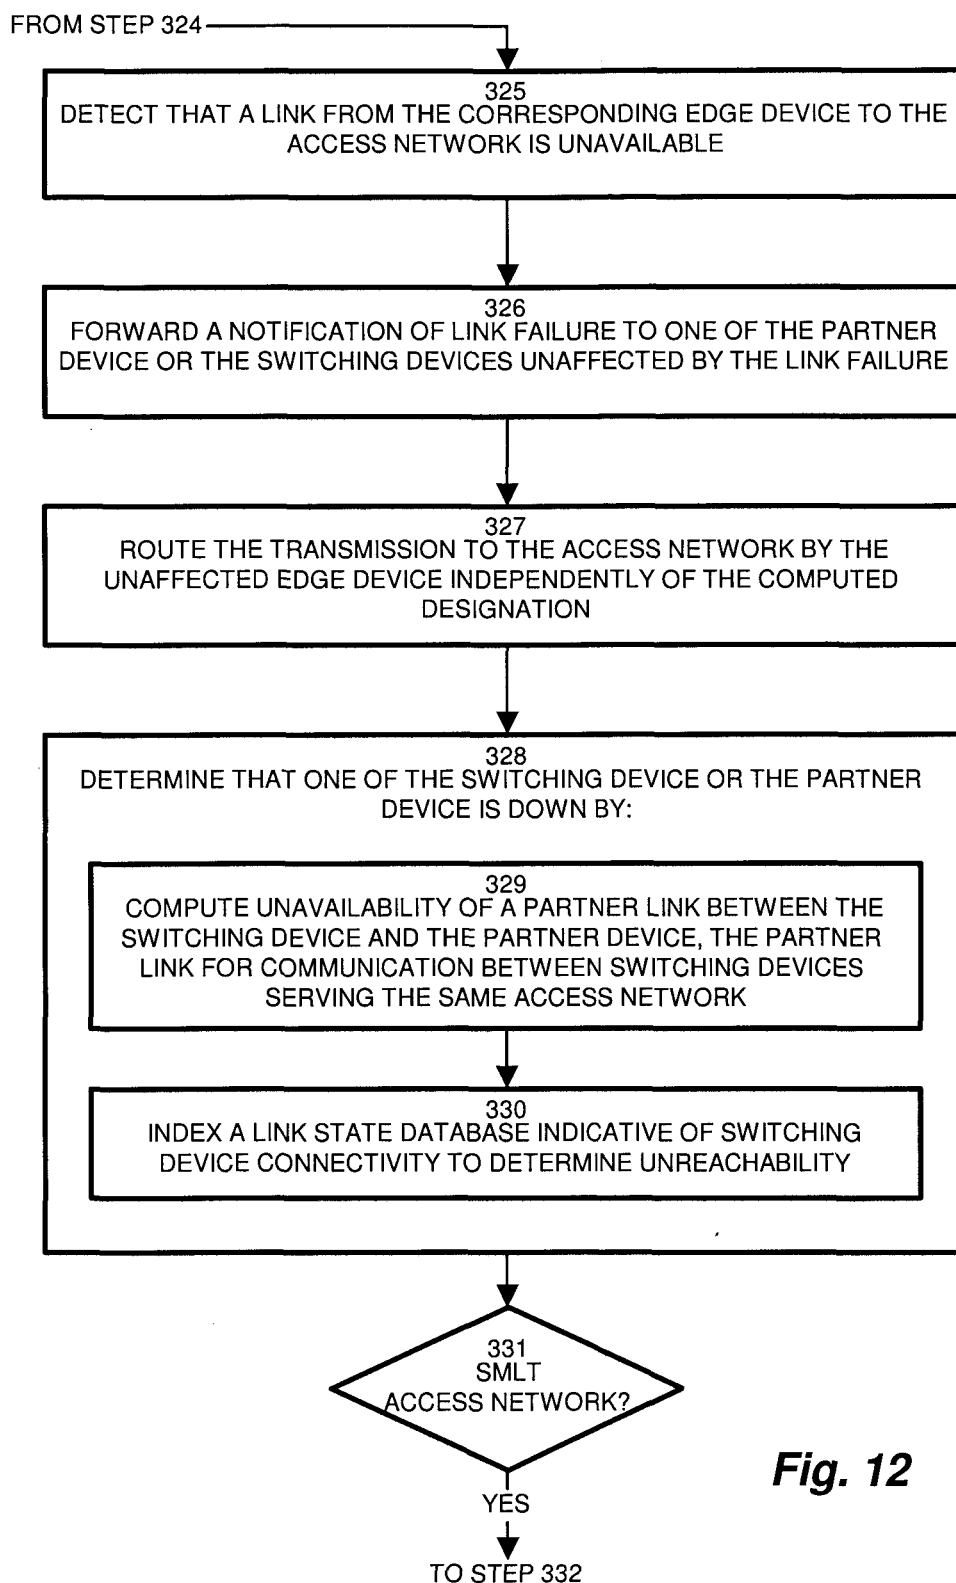 FROM STEP 324
325
DETECT THAT A LINK FROM THE CORRESPONDING EDGE DEVICE TO THE
ACCESS NETWORK IS UNAVAILABLE
326
FORWARD A NOTIFICATION OF LINK FAILURE TO ONE OF THE PARTNER
DEVICE OR THE SWITCHING DEVICES UNAFFECTED BY THE LINK FAILURE
327
ROUTE THE TRANSMISSION TO THE ACCESS NETWORK BY THE
UNAFFECTED EDGE DEVICE INDEPENDENTLY OF THE COMPUTED
DESIGNATION
328
DETERMINE THAT ONE OF THE SWITCHING DEVICE OR THE PARTNER
DEVICE IS DOWN BY:
329
COMPUTE UNAVAILABILITY OF A PARTNER LINK BETWEEN THE
SWITCHING DEVICE AND THE PARTNER DEVICE, THE PARTNER
LINK FOR COMMUNICATION BETWEEN SWITCHING DEVICES
SERVING THE SAME ACCESS NETWORK
330
INDEX A LINK STATE DATABASE INDICATIVE OF SWITCHING
DEVICE CONNECTIVITY TO DETERMINE UNREACHABILITY
331
SMLT
ACCESS NETWORK?
Fig. 12
YES
TO STEP 332